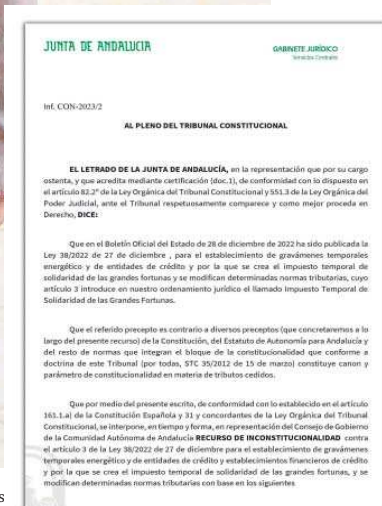 JUNTA DE ANDALUCIA
GABINETE JURÍDICO
Servicios Centrales
Inf. CON-2023/2
AL PLENO DEL TRIBUNAL CONSTITUCIONAL
EL LETRADO DE LA JUNTA DE ANDALUCÍA, en la representación que por su cargo
ostenta, y que acredita mediante certificación (doc.1), de conformidad con lo dispuesto en
el artículo 82.2º de la Ley Orgánica del Tribunal Constitucional y 551.3 de la Ley Orgánica del
Poder Judicial, ante el Tribunal respetuosamente comparece y como mejor proceda en
Derecho, DICE:
Que en el Boletín Oficial del Estado de 28 de diciembre de 2022 ha sido publicada la
Ley 38/2022 de 27 de diciembre , para el establecimiento de gravámenes temporales
energético y de entidades de crédito y por la que se crea el impuesto temporal de
solidaridad de las grandes fortunas y se modifican determinadas normas tributarias, cuyo
artículo 3 introduce en nuestro ordenamiento jurídico el llamado Impuesto Temporal de
Solidaridad de las Grandes Fortunas.
Que el referido precepto es contrario a diversos preceptos (que concretaremos a lo
largo del presente recurso) de la Constitución, del Estatuto de Autonomía para Andalucía y
del resto de normas que integran el bloque de la constitucionalidad que conforme a
doctrina de este Tribunal (por todas, STC 35/2012 de 15 de marzo) constituye canon y
parámetro de constitucionalidad en materia de tributos cedidos.
Que por medio del presente escrito, de conformidad con lo establecido en el artículo
161.1.a) de la Constitución Española y 31 y concordantes de la Ley Orgánica del Tribunal
Constitucional, se interpone, en tiempo y forma, en representación del Consejo de Gobierno
de la Comunidad Autónoma de Andalucía RECURSO DE INCONSTITUCIONALIDAD contra
el artículo 3 de la Ley 38/2022 de 27 de diciembre para el establecimiento de gravámenes
temporales energético y de entidades de crédito y establecimientos financieros de crédito
y por la que se crea el impuesto temporal de solidaridad de las grandes fortunas, y se
modifican determinadas normas tributarias con base en los siguientes
s